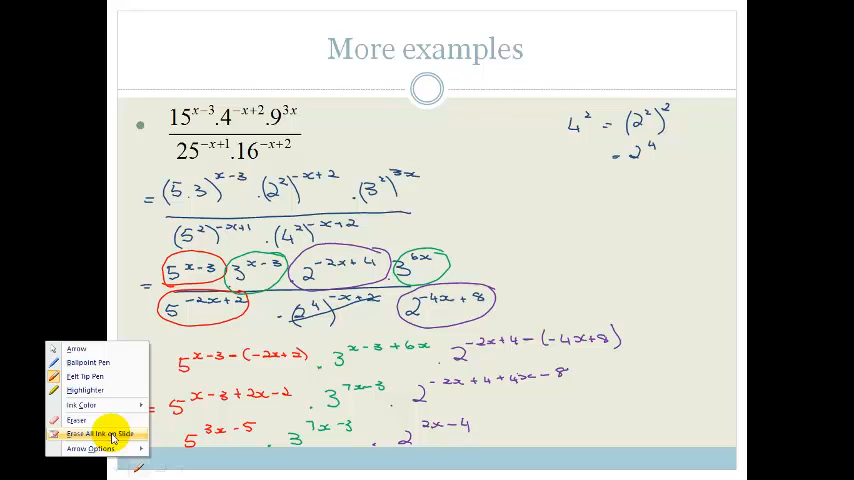 More examples
15^{x-3}.4^{-x+2}.9^{3x}
25^{-x+1}.16^{-x+2}
4^2 = (2^2)^2
= 2^4
= (5.3)^{x-3} .(2^2)^{-x+2} .(3^2)^{3x}
(5^2)^{-x+1} .(4^2)^{-x+2}
= 5^{x-3} 3^{x-3} .2^{-2x+4} .3^{6x}
5^{-2x+2} .(2^4)^{-x+2} 2^{-4x+8}
5^{x-3-(-2x+2)} .3^{x-3+6x} .2^{-2x+4-(-4x+8)}
= 5^{x-3+2x-2} .3^{7x-3} .2^{-2x+4+4x-8}
5^{3x-5} .3^{7x-3} .2^{2x-4}
Arrow
Ballpoint Pen
Felt Tip Pen
Highlighter
Ink Color
Eraser
Erase All Ink on Slide
Arrow Options